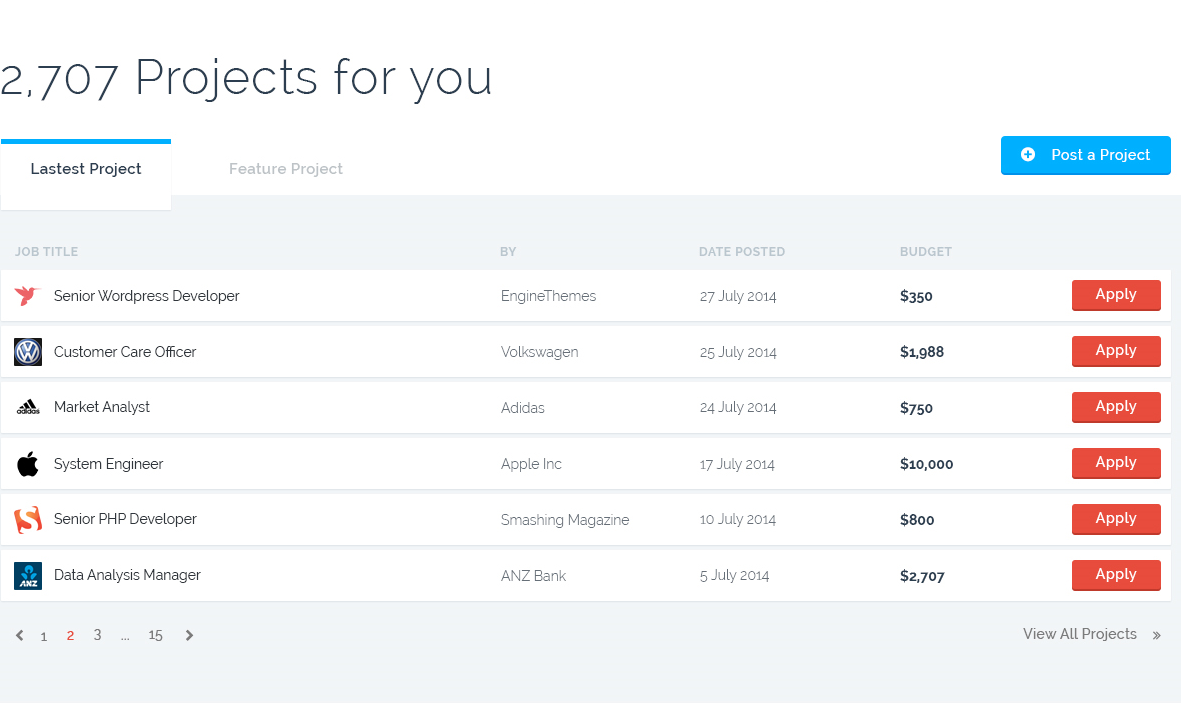 2,707 Projects for you
Lastest Project Feature Project Post a Project
JOB TITLE BY DATE POSTED BUDGET
Senior Wordpress Developer EngineThemes 27 July 2014 $350 Apply
Customer Care Officer Volkswagen 25 July 2014 $1,988 Apply
adidas Market Analyst Adidas 24 July 2014 $750 Apply
System Engineer Apple Inc 17 July 2014 $10,000 Apply
Senior PHP Developer Smashing Magazine 10 July 2014 $800 Apply
ANZ Data Analysis Manager ANZ Bank 5 July 2014 $2,707 Apply
1 2 3 ... 15 View All Projects »